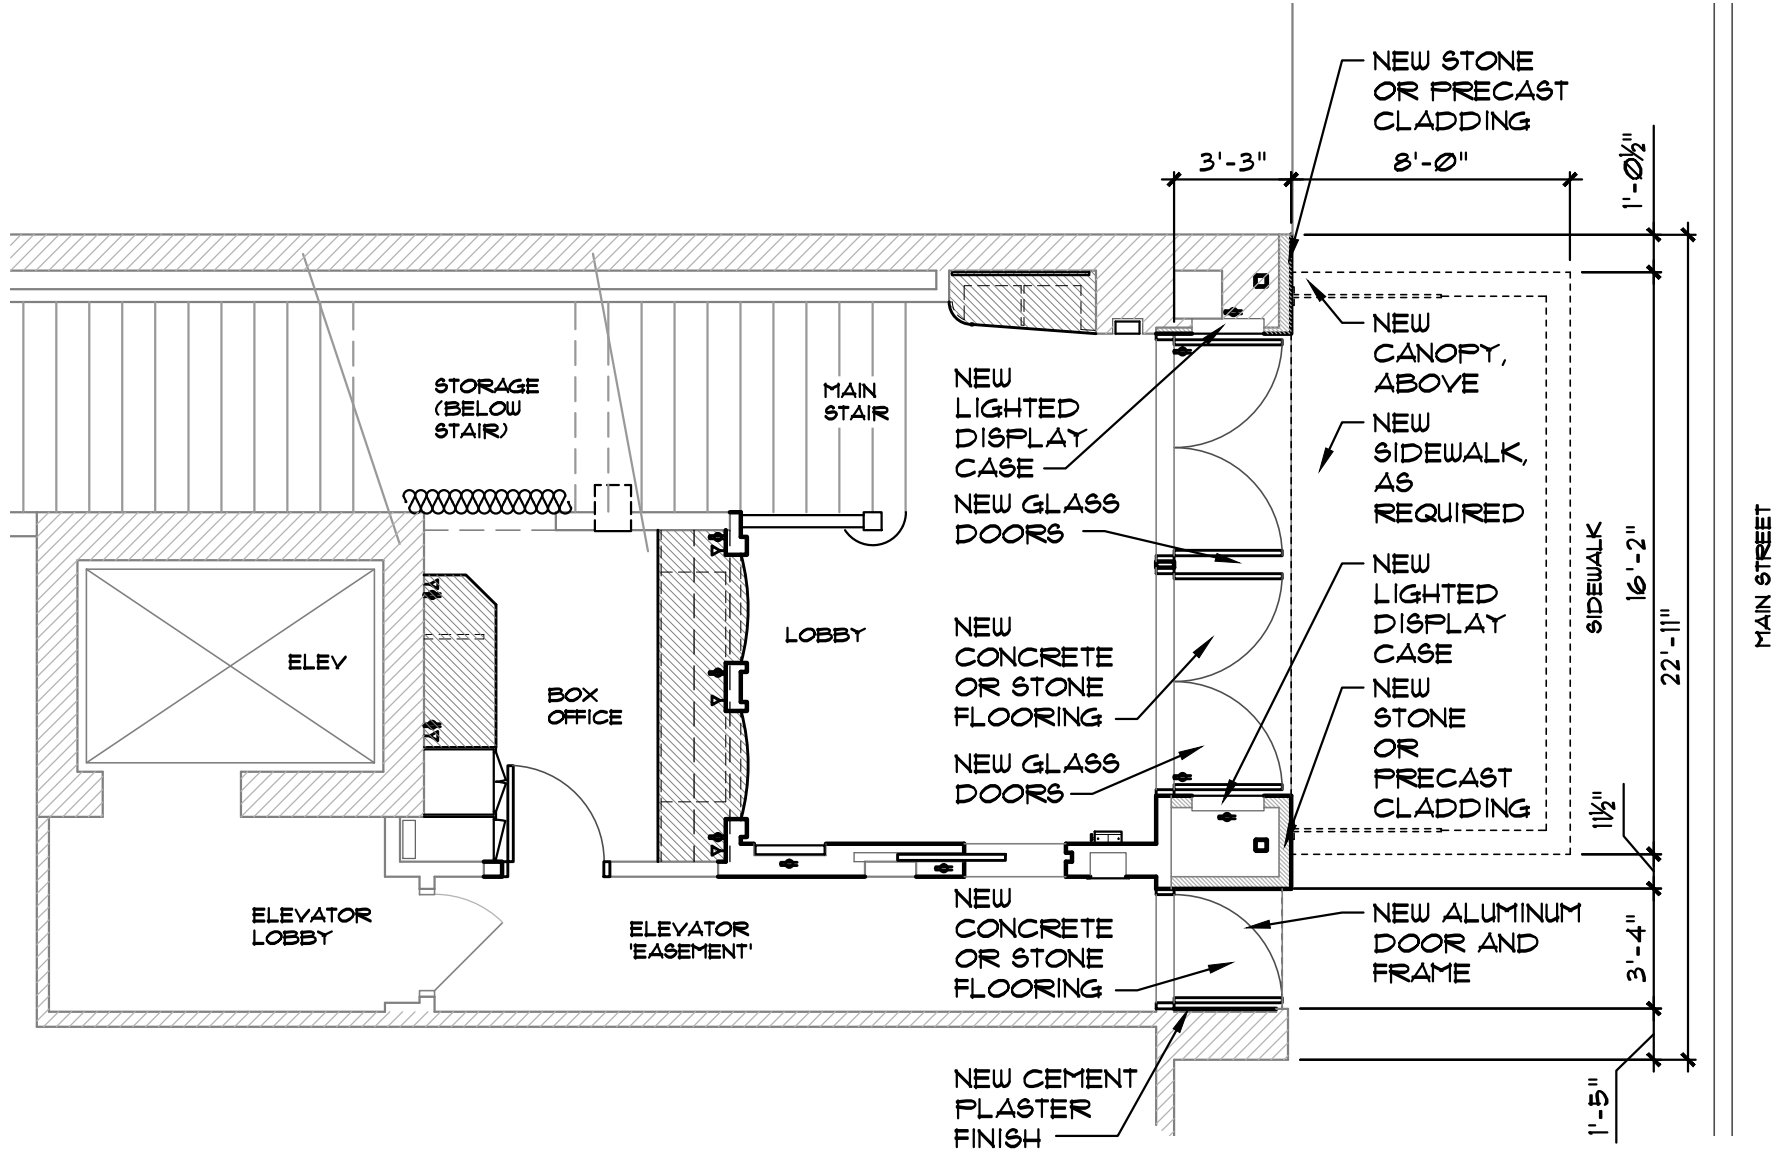 NEW STONE
OR PRECAST
CLADDING
3'-3"
8'-0"
1'-0½"
NEW
CANOPY,
ABOVE
STORAGE
(BELOW
STAIR)
MAIN
STAIR
NEW
LIGHTED
DISPLAY
CASE
NEW
SIDEWALK,
AS
REQUIRED
NEW GLASS
DOORS
NEW
LIGHTED
DISPLAY
CASE
SIDEWALK
16'-2"
22'-11"
MAIN STREET
ELEV
BOX
OFFICE
LOBBY
NEW
CONCRETE
OR STONE
FLOORING
NEW
STONE
OR
PRECAST
CLADDING
NEW GLASS
DOORS
11½"
ELEVATOR
LOBBY
ELEVATOR
'EASEMENT'
NEW
CONCRETE
OR STONE
FLOORING
NEW ALUMINUM
DOOR AND
FRAME
3'-4"
NEW CEMENT
PLASTER
FINISH
1'-5"